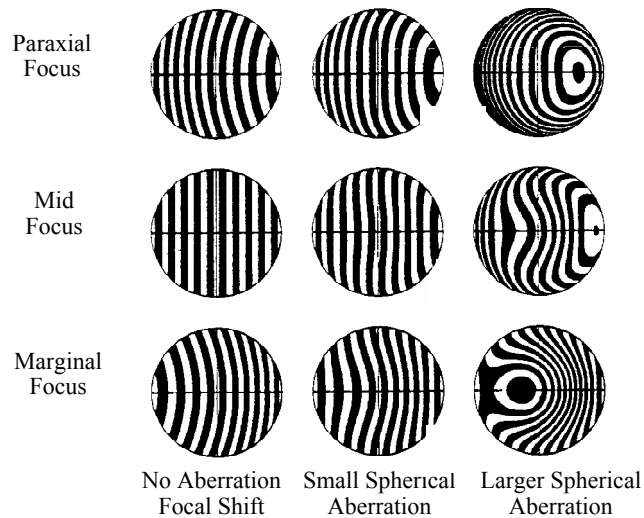 Paraxial
Focus
Mid
Focus
Marginal
Focus
No Aberration
Focal Shift
Small Spherical
Aberration
Larger Spherical
Aberration